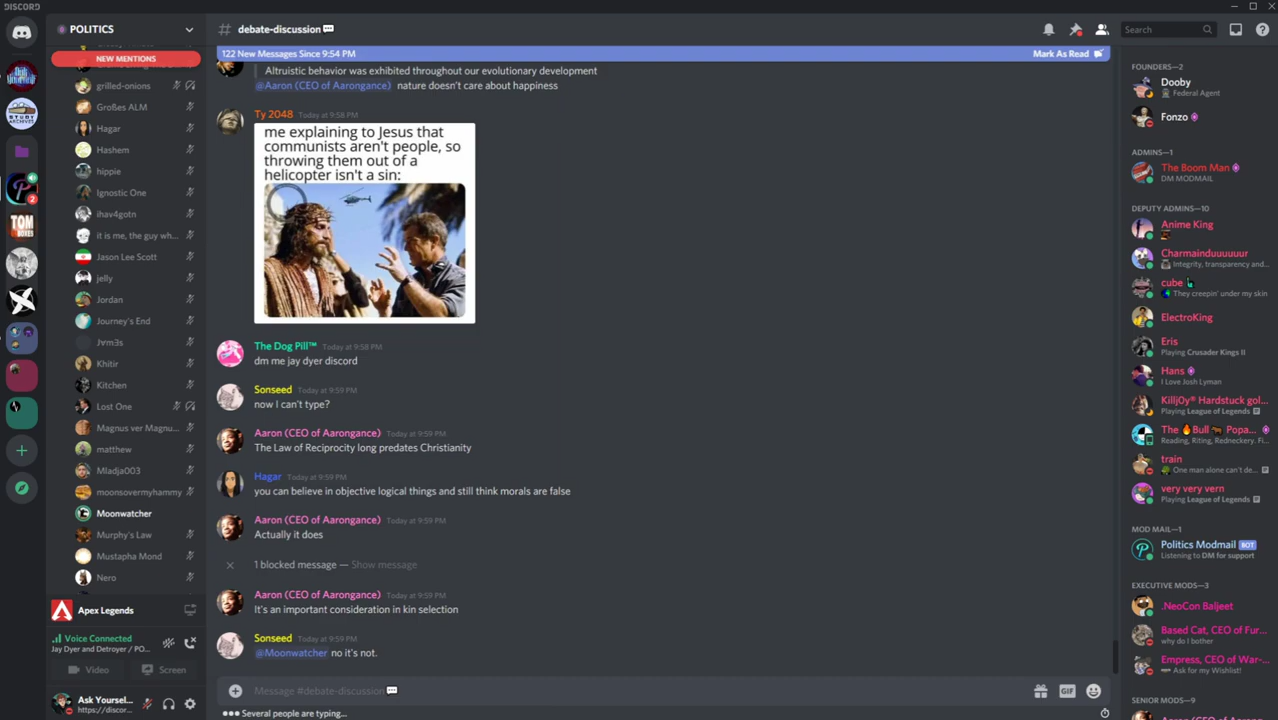 DISCORD
POLITICS
NEW MENTIONS
grilled-onions
Großes ALM
Hagar
Hashem
hippie
Ignostic One
ihav4gotn
it is me, the guy wh...
Jason Lee Scott
jelly
Jordan
Journey's End
J∀m3s
Khitir
Kitchen
Lost One
Magnus ver Magnu...
matthew
Mladja003
moonsovermyhammy
Moonwatcher
Murphy's Law
Mustapha Mond
Nero
Apex Legends
Voice Connected
Jay Dyer and Detroyer / PO...
Video
Screen
Ask Yoursel...
https://discor...
2
TOM
BOXES
STUDY
ARCHIVES
# debate-discussion
Search
122 New Messages Since 9:54 PM
Mark As Read
Altruistic behavior was exhibited throughout our evolutionary development
@Aaron (CEO of Aarongance) nature doesn't care about happiness
Ty 2048 Today at 9:58 PM
me explaining to Jesus that
communists aren't people, so
throwing them out of a
helicopter isn't a sin:
The Dog Pill™ Today at 9:58 PM
dm me jay dyer discord
Sonseed Today at 9:59 PM
now I can't type?
Aaron (CEO of Aarongance) Today at 9:59 PM
The Law of Reciprocity long predates Christianity
Hagar Today at 9:59 PM
you can believe in objective logical things and still think morals are false
Aaron (CEO of Aarongance) Today at 9:59 PM
Actually it does
1 blocked message — Show message
Aaron (CEO of Aarongance) Today at 9:59 PM
It's an important consideration in kin selection
Sonseed Today at 9:59 PM
@Moonwatcher no it's not.
Message #debate-discussion
GIF
Several people are typing...
FOUNDERS—2
Dooby
Federal Agent
Fonzo
ADMINS—1
The Boom Man
DM MODMAIL
DEPUTY ADMINS—10
Anime King
Charmainduuuuuur
Integrity, transparency and...
cube
They creepin' under my skin
ElectroKing
Eris
Playing Crusader Kings II
Hans
I Love Josh Lyman
Killj0y® Hardstuck gol...
Playing League of Legends
The Bull Popa...
Reading, Riting, Redneckery. Fi...
train
One man alone can't de...
very very vern
Playing League of Legends
MOD MAIL—1
Politics Modmail BOT
Listening to DM for support
EXECUTIVE MODS—3
.NeoCon Baljeet
Based Cat, CEO of Fur...
why do I bother
Empress, CEO of War-...
Ask for my Wishlist!
SENIOR MODS—9